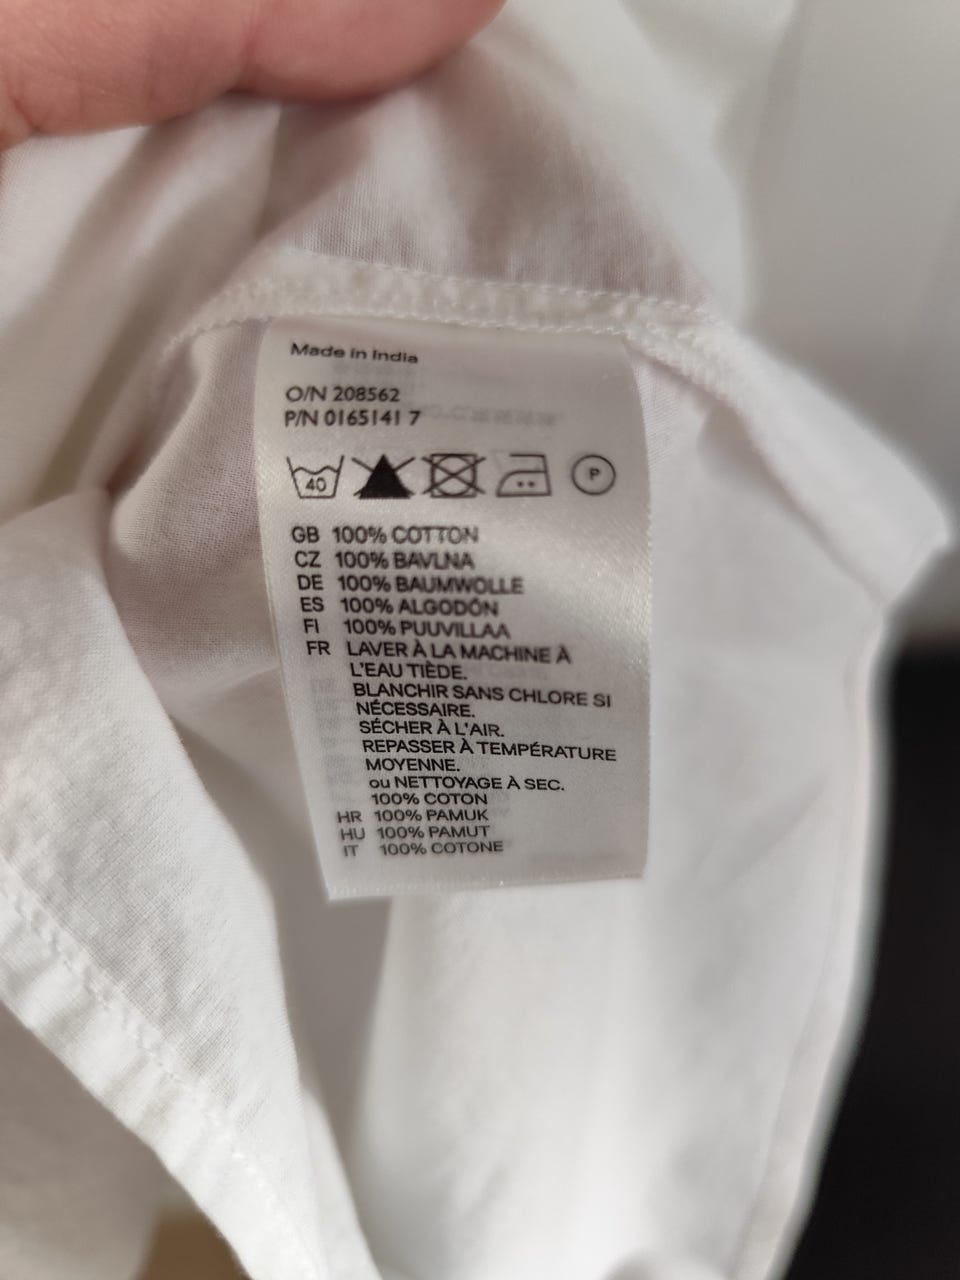 Made in India
O/N 208562
P/N 0165141 7
40
P
GB 100% COTTON
CZ 100% BAVLNA
DE 100% BAUMWOLLE
ES 100% ALGODÓN
FI 100% PUUVILLAA
FR LAVER À LA MACHINE À
L'EAU TIÈDE.
BLANCHIR SANS CHLORE SI
NÉCESSAIRE.
SÉCHER À L'AIR.
REPASSER À TEMPÉRATURE
MOYENNE.
ou NETTOYAGE À SEC.
100% COTON
HR 100% PAMUK
HU 100% PAMUT
IT 100% COTONE